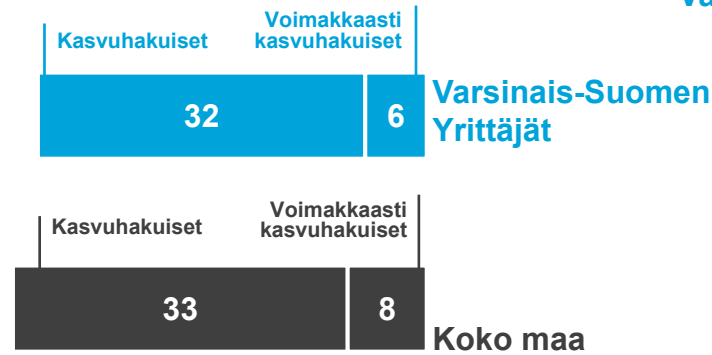 Voimakkaasti
Kasvuhakuiset kasvuhakuiset
32 6 Varsinais-Suomen
Yrittäjät
Voimakkaasti
Kasvuhakuiset kasvuhakuiset
33 8
Koko maa